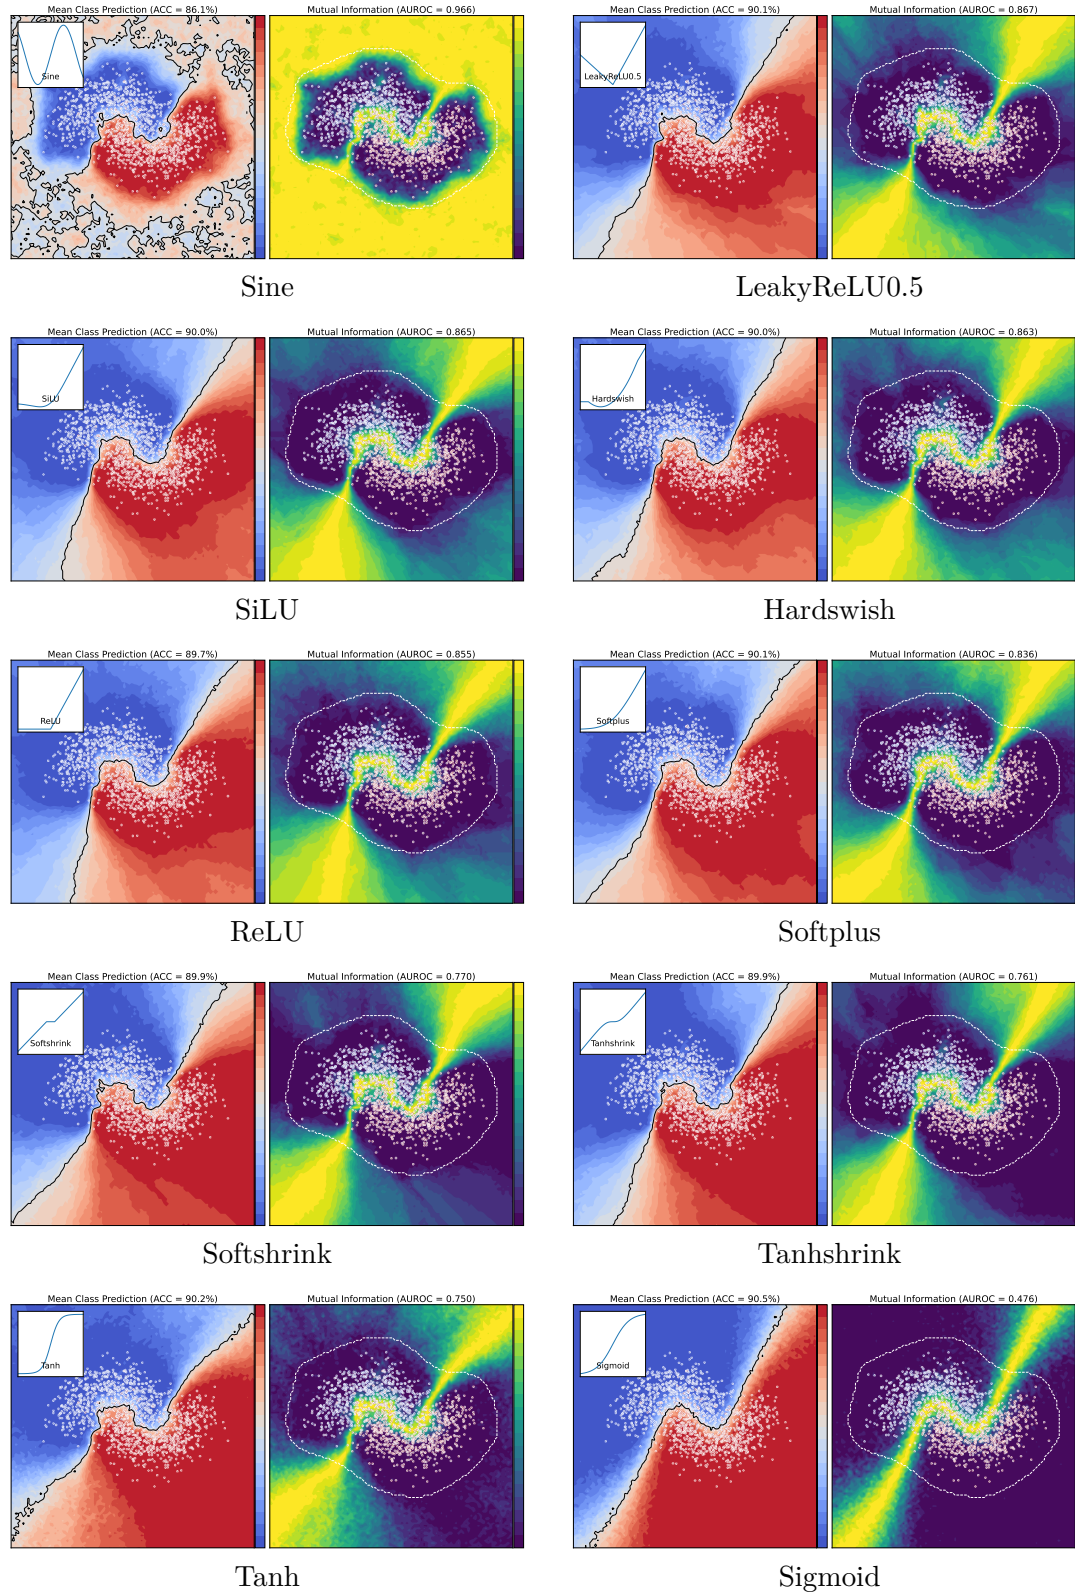 Mean Class Prediction (ACC = 86.1%)
Mutual Information (AUROC = 0.966)
Sine
Sine
Mean Class Prediction (ACC = 90.1%)
Mutual Information (AUROC = 0.867)
LeakyReLU0.5
LeakyReLU0.5
Mean Class Prediction (ACC = 90.0%)
Mutual Information (AUROC = 0.865)
SiLU
SiLU
Mean Class Prediction (ACC = 90.0%)
Mutual Information (AUROC = 0.863)
Hardswish
Hardswish
Mean Class Prediction (ACC = 89.7%)
Mutual Information (AUROC = 0.855)
ReLU
ReLU
Mean Class Prediction (ACC = 90.1%)
Mutual Information (AUROC = 0.836)
Softplus
Softplus
Mean Class Prediction (ACC = 89.9%)
Mutual Information (AUROC = 0.770)
Softshrink
Softshrink
Mean Class Prediction (ACC = 89.9%)
Mutual Information (AUROC = 0.761)
Tanhshrink
Tanhshrink
Mean Class Prediction (ACC = 90.2%)
Mutual Information (AUROC = 0.750)
Tanh
Tanh
Mean Class Prediction (ACC = 90.5%)
Mutual Information (AUROC = 0.476)
Sigmoid
Sigmoid